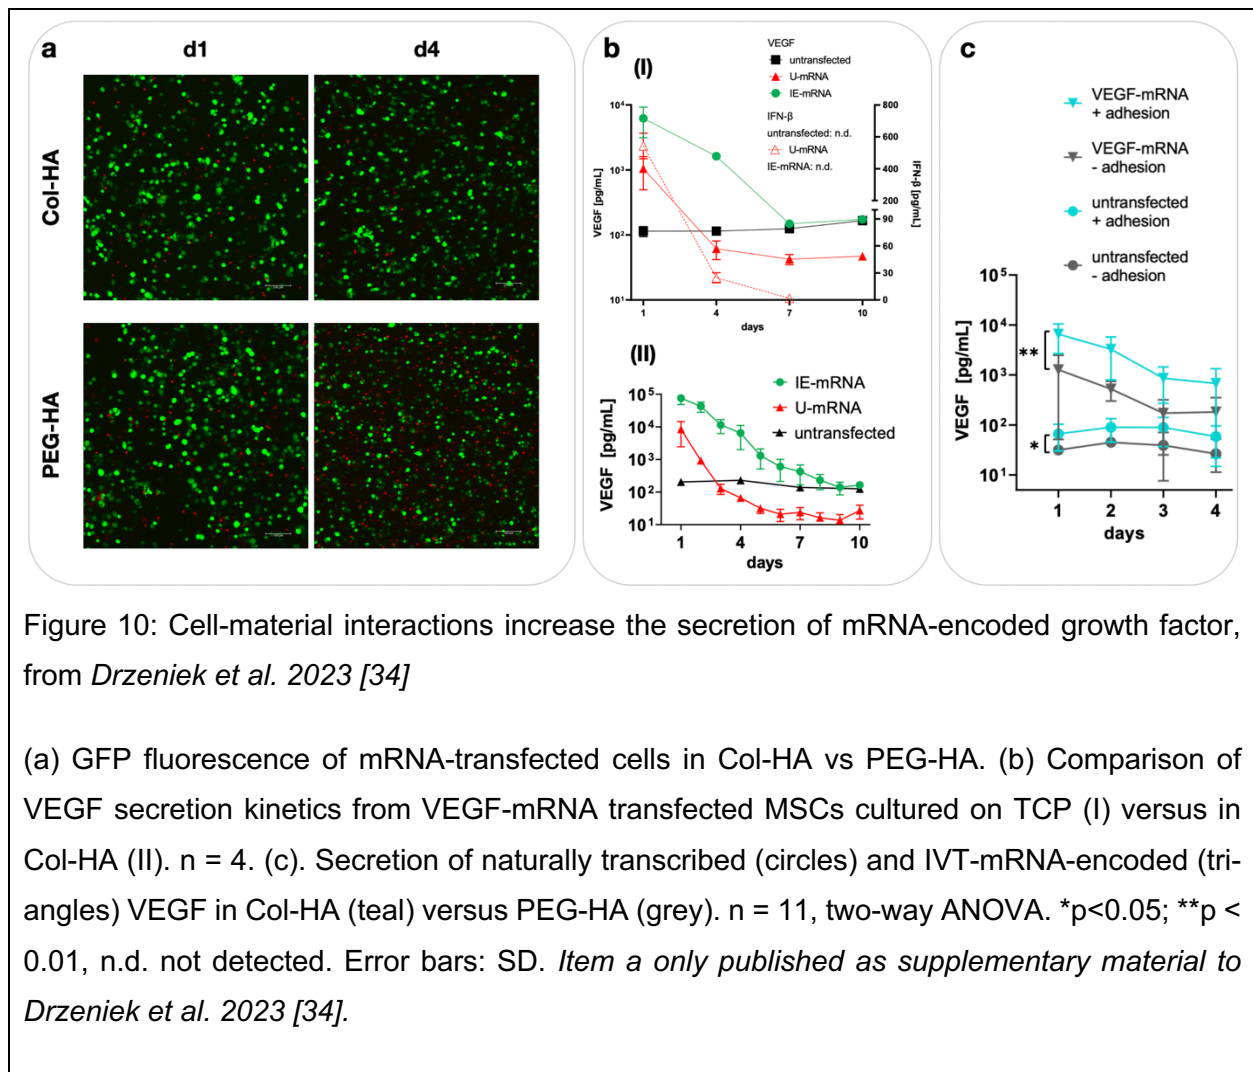 a
d1
d4
Col-HA
PEG-HA
b
(I)
VEGF
untransfected
U-mRNA
IE-mRNA
IFN-β
untransfected: n.d.
U-mRNA
IE-mRNA: n.d.
10⁴
10³
10²
10¹
VEGF [pg/mL]
800
600
400
200
90
60
30
0
IFN-β [pg/mL]
1
4
7
10
days
(II)
IE-mRNA
U-mRNA
untransfected
10⁵
10⁴
10³
10²
10¹
VEGF [pg/mL]
1
4
7
10
days
c
VEGF-mRNA
+ adhesion
VEGF-mRNA
- adhesion
untransfected
+ adhesion
untransfected
- adhesion
10⁵
10⁴
10³
10²
10¹
VEGF [pg/mL]
**
*
1
2
3
4
days
Figure 10: Cell-material interactions increase the secretion of mRNA-encoded growth factor,
from Drzeniek et al. 2023 [34]
(a) GFP fluorescence of mRNA-transfected cells in Col-HA vs PEG-HA. (b) Comparison of
VEGF secretion kinetics from VEGF-mRNA transfected MSCs cultured on TCP (I) versus in
Col-HA (II). n = 4. (c). Secretion of naturally transcribed (circles) and IVT-mRNA-encoded (tri-
angles) VEGF in Col-HA (teal) versus PEG-HA (grey). n = 11, two-way ANOVA. *p<0.05; **p <
0.01, n.d. not detected. Error bars: SD. Item a only published as supplementary material to
Drzeniek et al. 2023 [34].